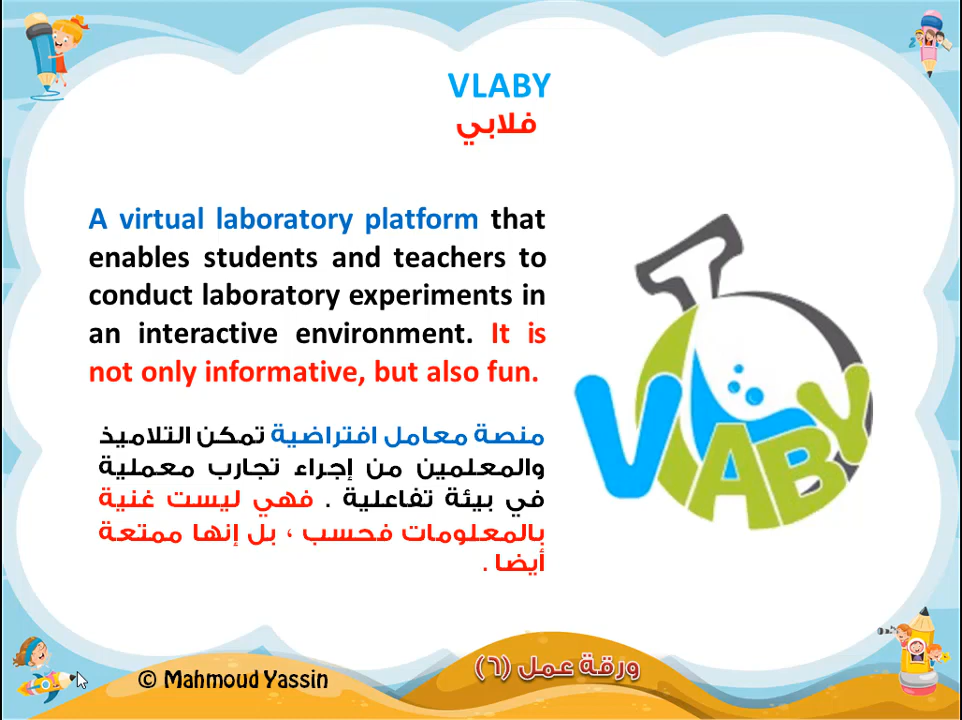 VLABY
فلابي
A virtual laboratory platform that
enables students and teachers to
conduct laboratory experiments in
an interactive environment. It is
not only informative, but also fun.
منصة معامل افتراضية تمكن التلاميذ
والمعلمين من إجراء تجارب معملية
في بيئة تفاعلية . فهي ليست غنية
بالمعلومات فحسب ، بل إنها ممتعة
أيضا .
VLABY
© Mahmoud Yassin
ورقة عمل (٦)